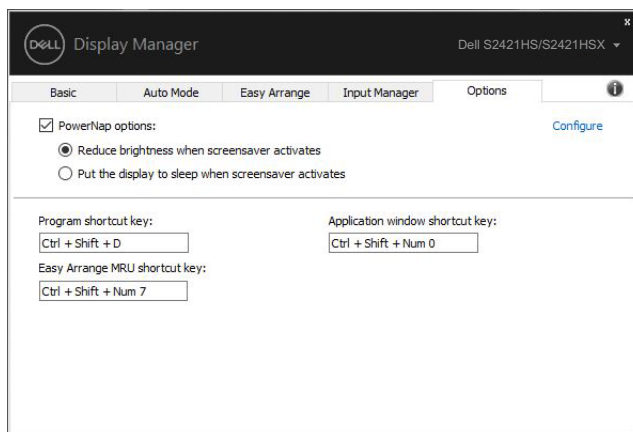 x
DELL Display Manager
Dell S2421HS/S2421HSX
Basic Auto Mode Easy Arrange Input Manager Options i
PowerNap options:
Configure
Reduce brightness when screensaver activates
Put the display to sleep when screensaver activates
Program shortcut key:
Application window shortcut key:
Ctrl + Shift + D
Ctrl + Shift + Num 0
Easy Arrange MRU shortcut key:
Ctrl + Shift + Num 7